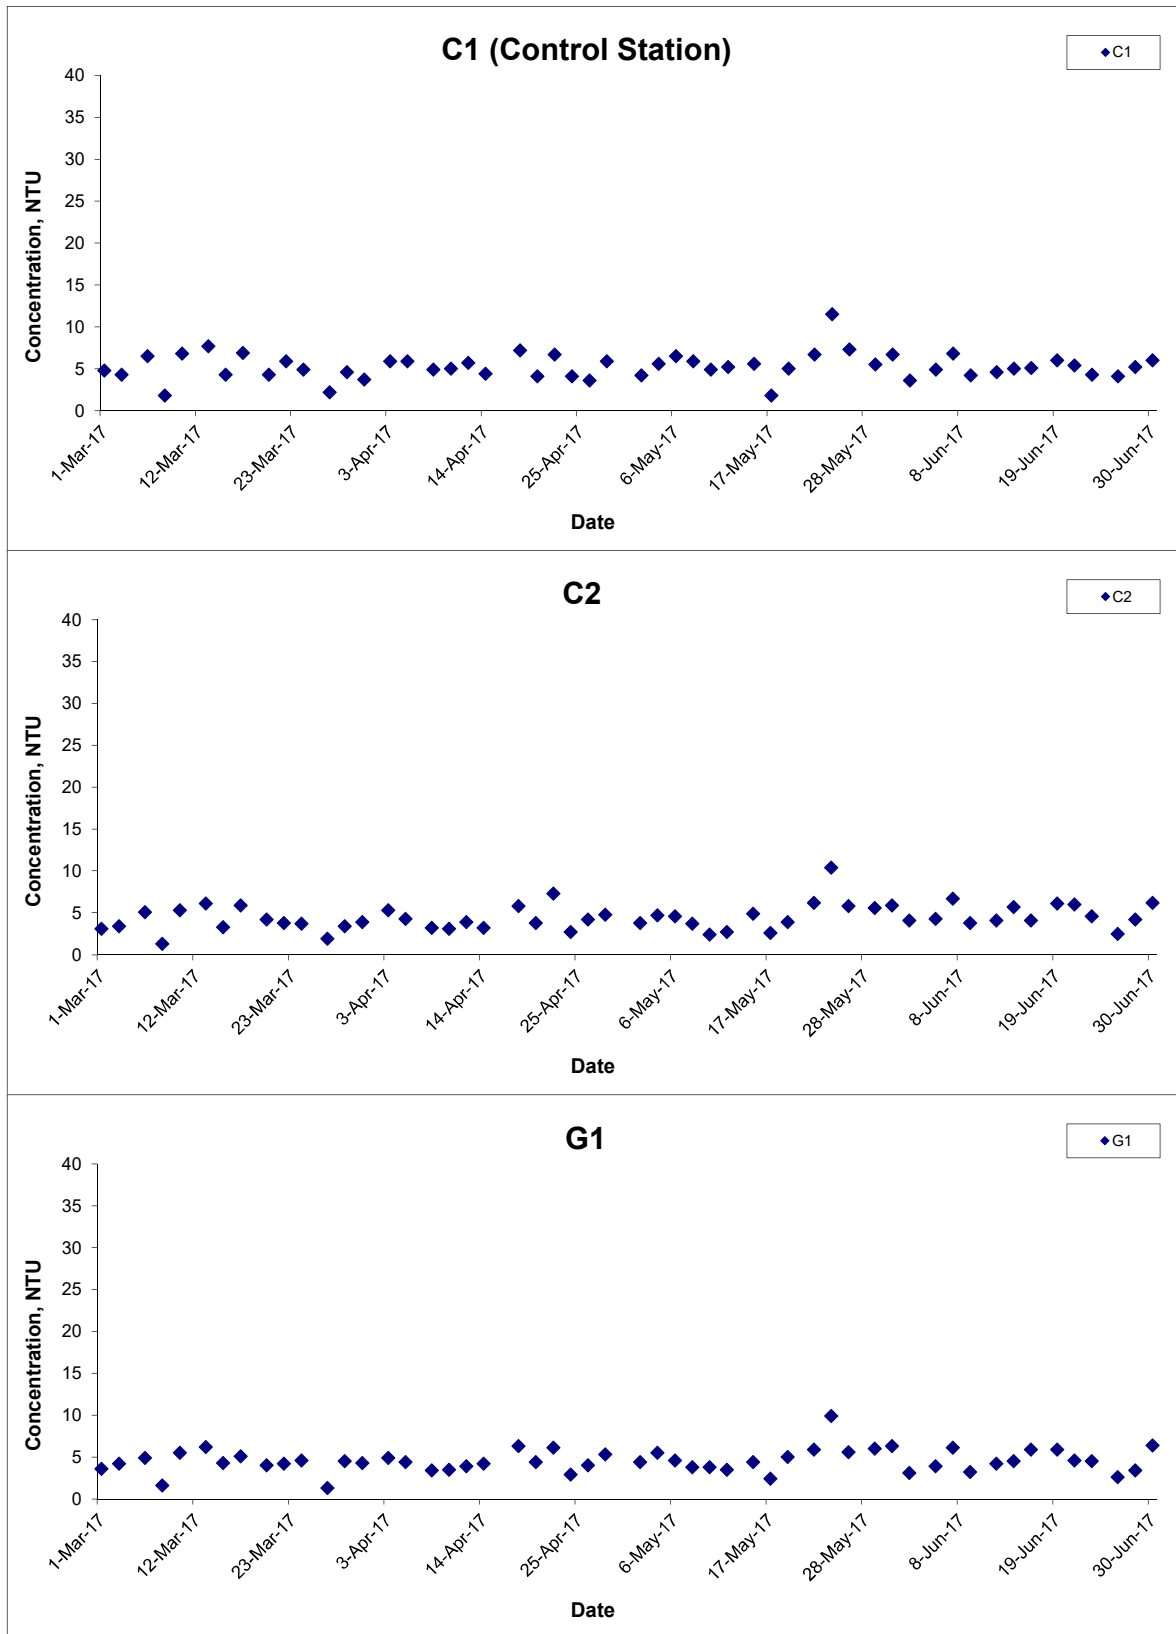 C1 (Control Station)
C1
Concentration, NTU
40
35
30
25
20
15
10
5
0
1-Mar-17
12-Mar-17
23-Mar-17
3-Apr-17
14-Apr-17
25-Apr-17
6-May-17
17-May-17
28-May-17
8-Jun-17
19-Jun-17
30-Jun-17
Date
C2
C2
Concentration, NTU
40
35
30
25
20
15
10
5
0
1-Mar-17
12-Mar-17
23-Mar-17
3-Apr-17
14-Apr-17
25-Apr-17
6-May-17
17-May-17
28-May-17
8-Jun-17
19-Jun-17
30-Jun-17
Date
G1
G1
Concentration, NTU
40
35
30
25
20
15
10
5
0
1-Mar-17
12-Mar-17
23-Mar-17
3-Apr-17
14-Apr-17
25-Apr-17
6-May-17
17-May-17
28-May-17
8-Jun-17
19-Jun-17
30-Jun-17
Date